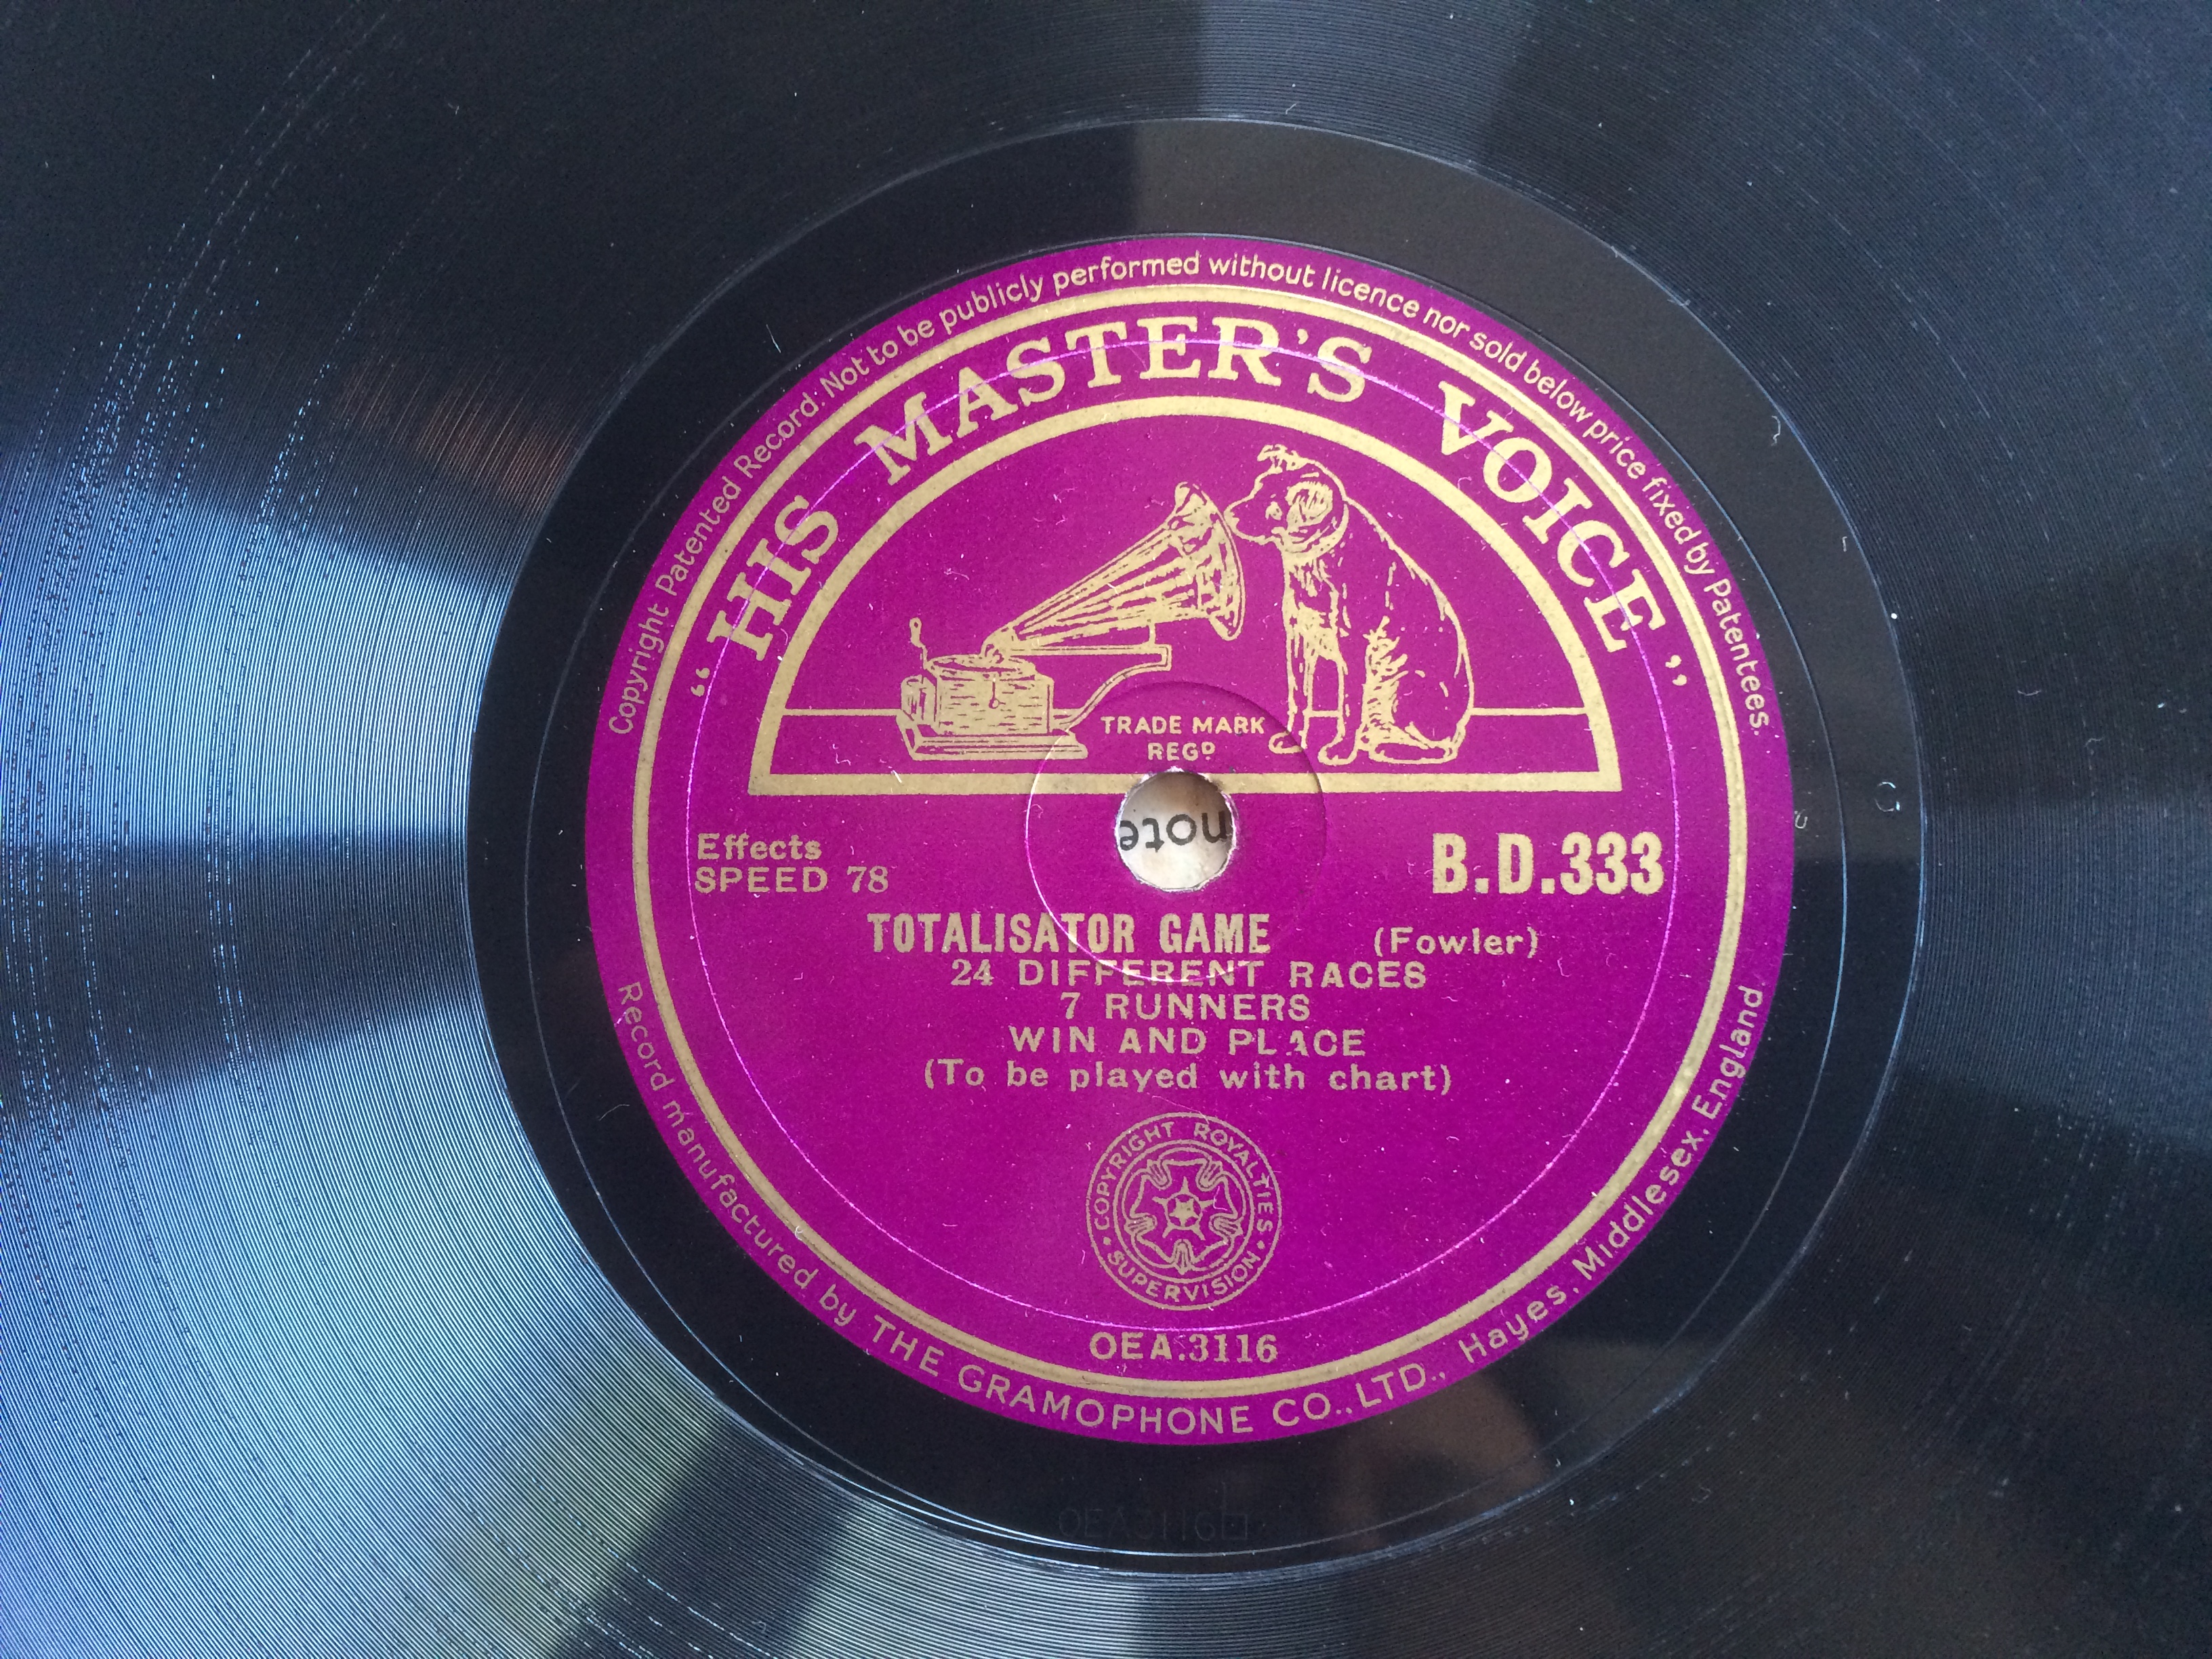 Copyright Patented Record. Not to be publicly performed without licence nor sold below price fixed by Patentees.
“HIS MASTER'S VOICE”
TRADE MARK
REGD
note
Effects
SPEED 78
B.D.333
TOTALISATOR GAME (Fowler)
24 DIFFERENT RACES
7 RUNNERS
WIN AND PLACE
(To be played with chart)
COPYRIGHT ROYALTIES
SUPERVISION
OEA.3116
Record manufactured by THE GRAMOPHONE CO., LTD., Hayes, Middlesex, England.
OEA3116